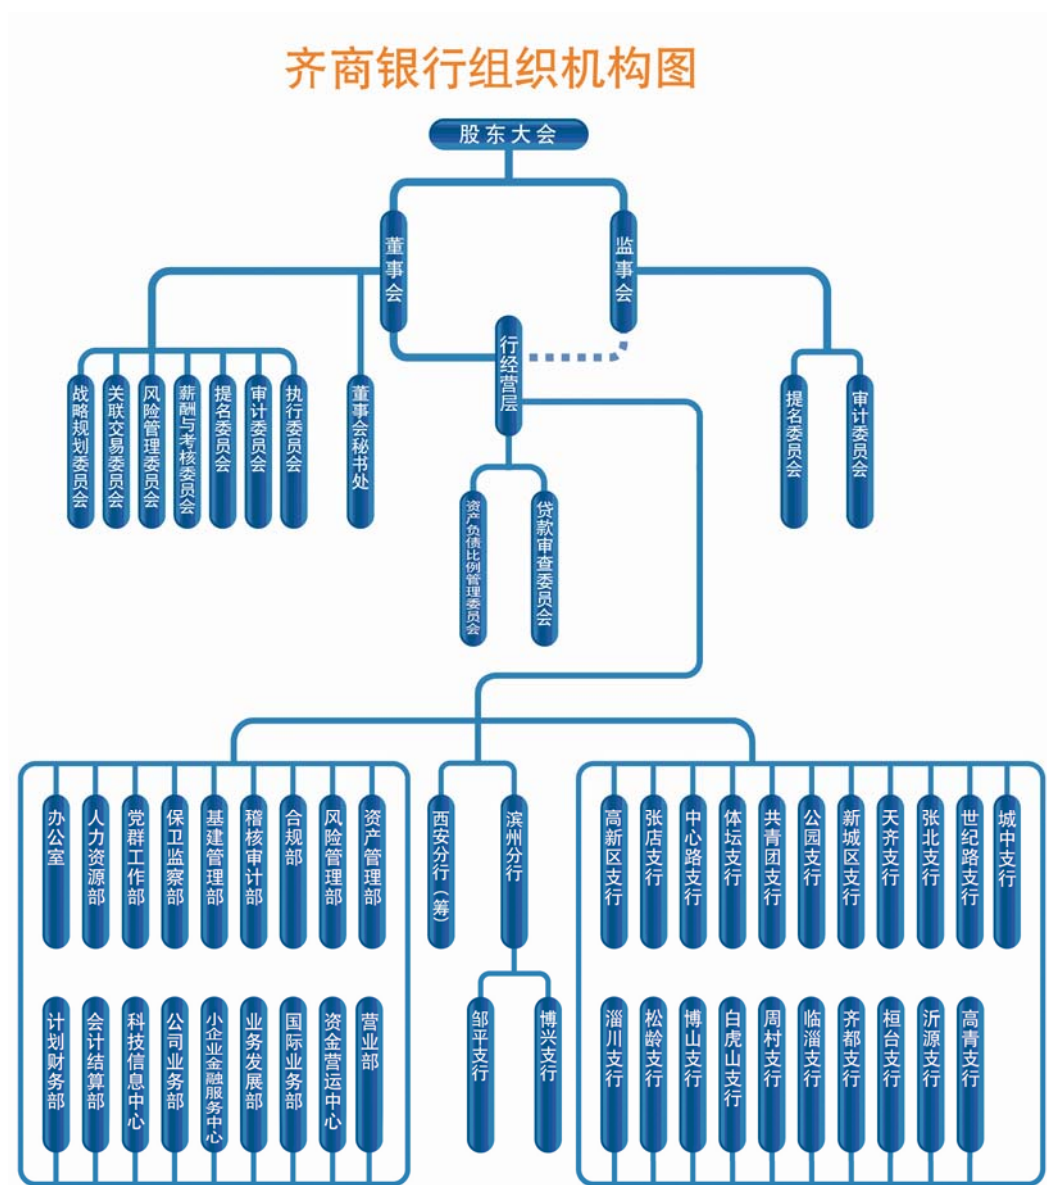 齐商银行组织机构图
股东大会
董事会
监事会
行经营层
战略规划委员会
关联交易委员会
风险管理委员会
薪酬与考核委员会
提名委员会
审计委员会
执行委员会
董事会秘书处
提名委员会
审计委员会
资产负债比例管理委员会
贷款审查委员会
办公室
人力资源部
党群工作部
保卫监察部
基建管理部
稽核审计部
合规部
风险管理部
资产管理部
西安分行（筹）
滨州分行
高新区支行
张店支行
中心路支行
体坛支行
共青团支行
公园支行
新城区支行
天齐支行
张北支行
世纪路支行
城中支行
计划财务部
会计结算部
科技信息中心
公司业务部
小企业金融服务中心
业务发展部
国际业务部
资金营运中心
营业部
邹平支行
博兴支行
淄川支行
松龄支行
博山支行
白虎山支行
周村支行
临淄支行
齐都支行
桓台支行
沂源支行
高青支行